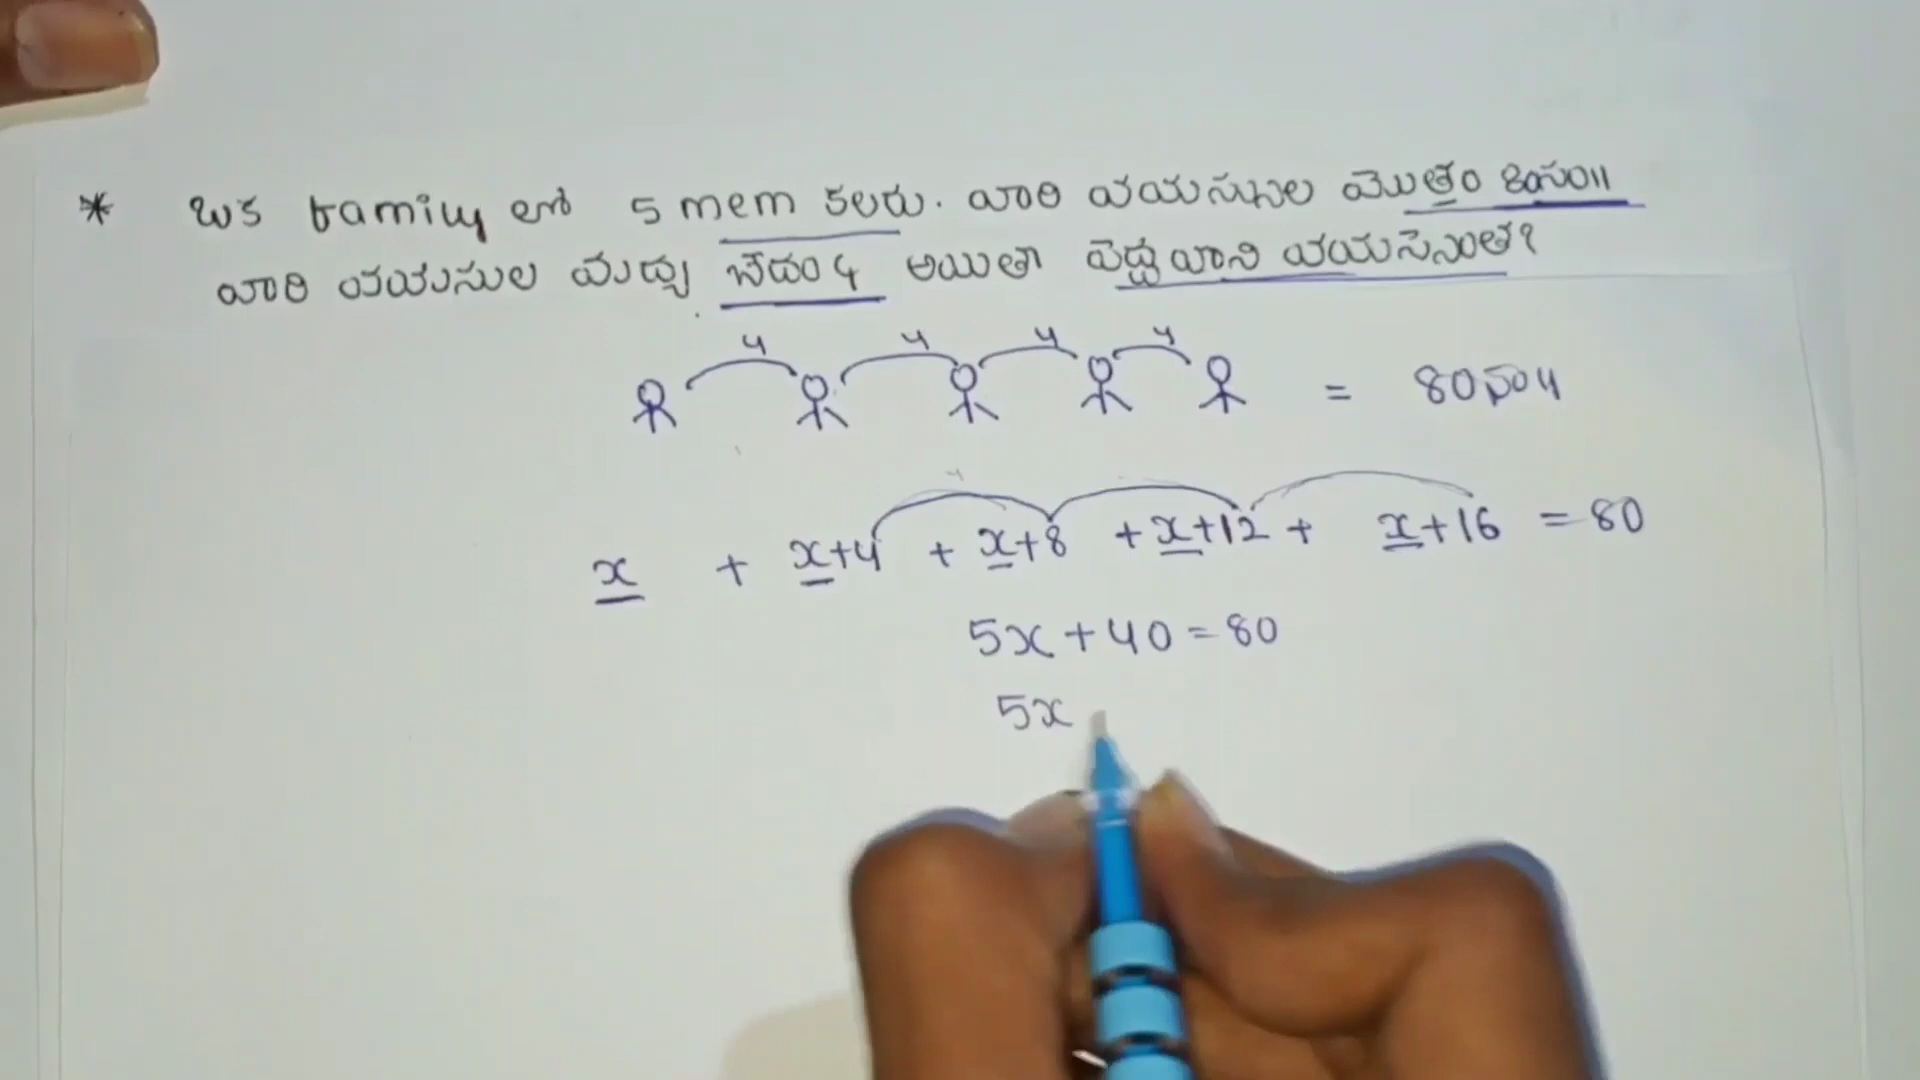 * ఒక family లో 5 mem కలరు. వారి వయస్సుల మొత్తం 80సం॥
వారి వయసుల మధ్య బేదం 4 అయితే పెద్దవాని వయసెంత?
4 4 4 4
= 80సం॥
4
x + x+4 + x+8 + x+12 + x+16 = 80
5x + 40 = 80
5x